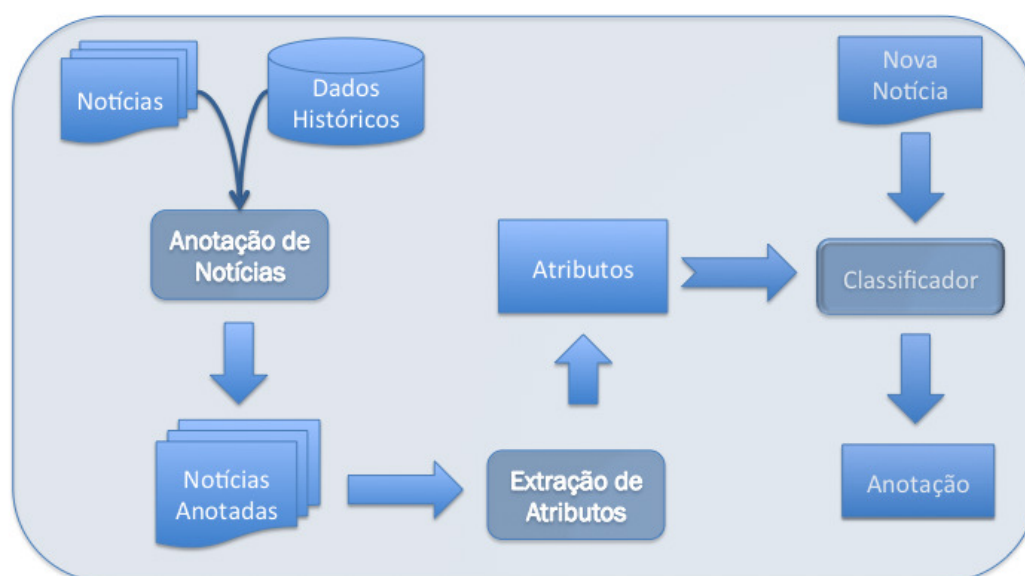 Notícias
Dados
Históricos
Nova
Notícia
Anotação de
Notícias
Atributos
Classificador
Notícias
Anotadas
Extração de
Atributos
Anotação